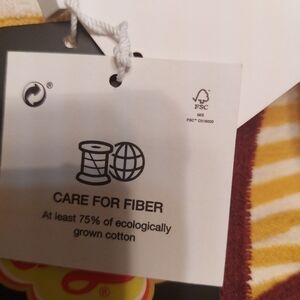 ®
FSC
MIX
CARE FOR FIBER
At least 75% of ecologically
grown cotton
®